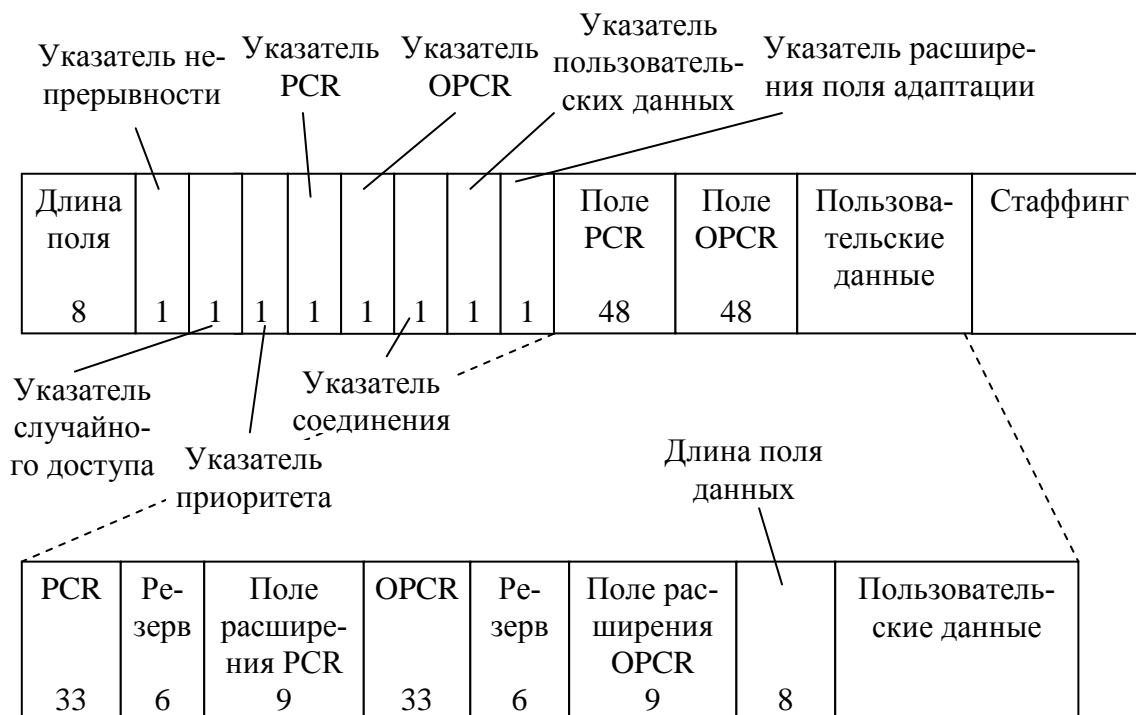 Указатель не-
прерывности
Указатель
PCR
Указатель
OPCR
Указатель
пользователь-
ских данных
Указатель расшире-
ния поля адаптации
Длина
поля
8
1
1
1
1
1
1
1
1
Поле
PCR
48
Поле
OPCR
48
Пользова-
тельские
данные
Стаффинг
Указатель
случайно-
го доступа
Указатель
приоритета
Указатель
соединения
Длина поля
данных
PCR
33
Ре-
зерв
6
Поле
расшире-
ния PCR
9
OPCR
33
Ре-
зерв
6
Поле рас-
ширения
OPCR
9
8
Пользователь-
ские данные